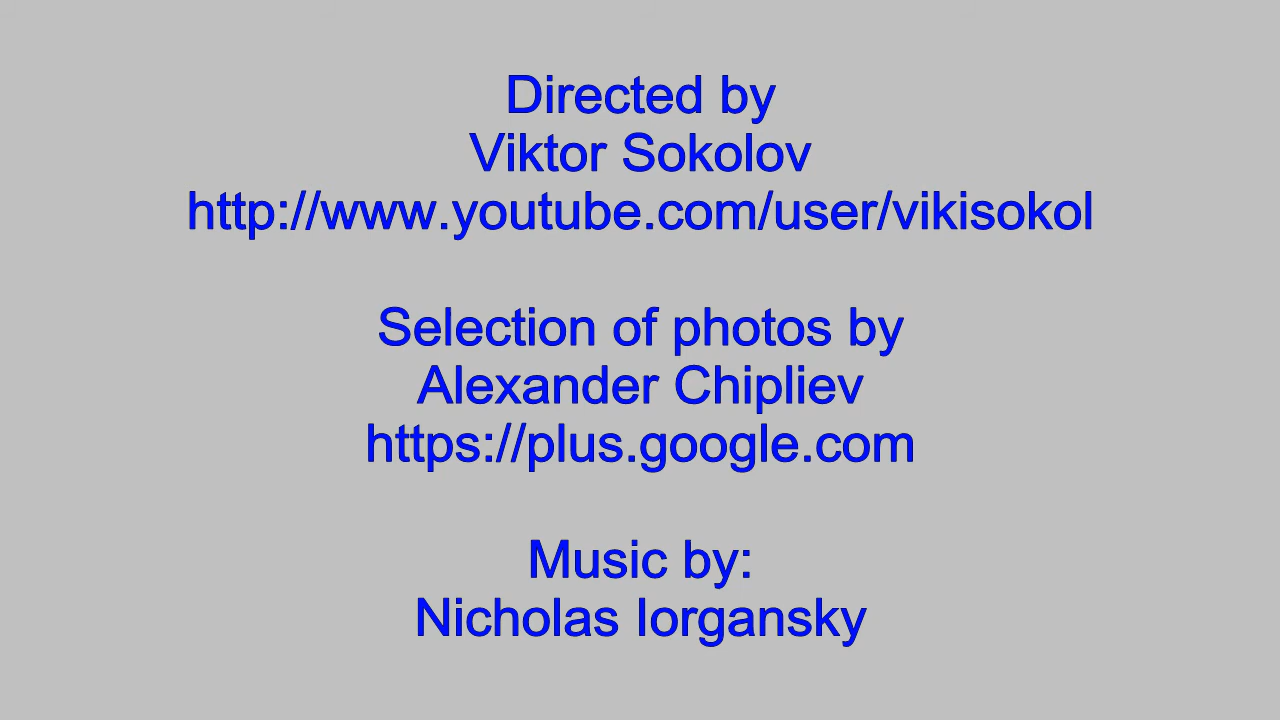 Directed by
Viktor Sokolov
http://www.youtube.com/user/vikisokol
Selection of photos by
Alexander Chipliev
https://plus.google.com
Music by:
Nicholas Iorgansky